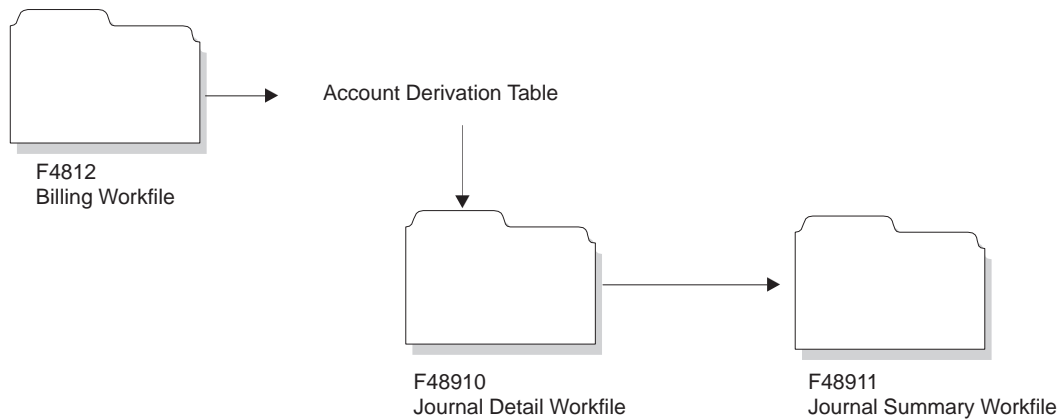 Account Derivation Table
F4812
Billing Workfile
F48910
Journal Detail Workfile
F48911
Journal Summary Workfile